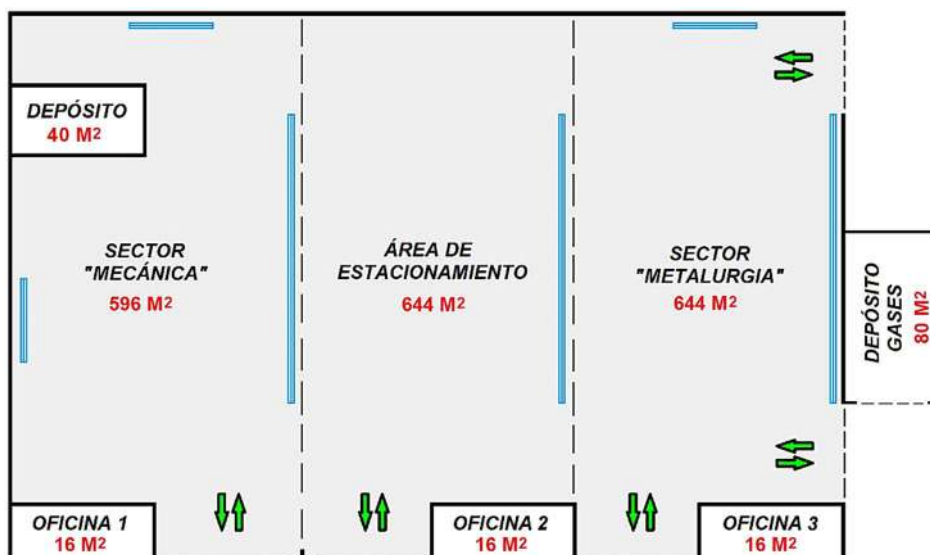 DEPÓSITO
40 M2
SECTOR
"MECÁNICA"
596 M2
ÁREA DE
ESTACIONAMIENTO
644 M2
SECTOR
"METALURGIA"
644 M2
DEPÓSITO
GASES
80 M2
OFICINA 1
16 M2
OFICINA 2
16 M2
OFICINA 3
16 M2